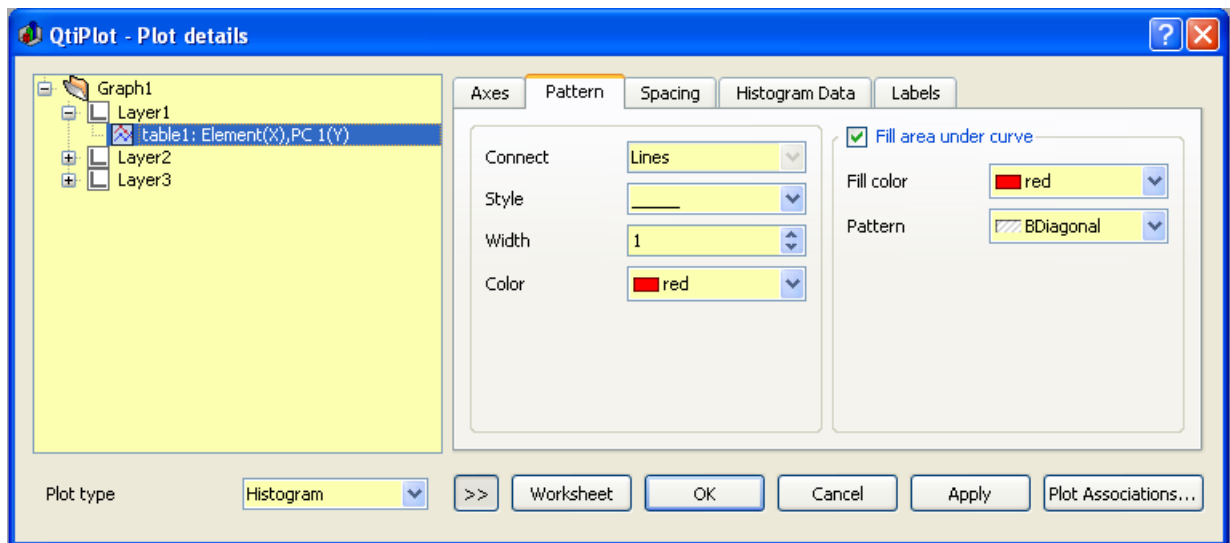 QtiPlot - Plot details
Graph1
Layer1
table1: Element(X),PC 1(Y)
Layer2
Layer3
Axes Pattern Spacing Histogram Data Labels
Connect Lines
Style
Width 1
Color red
Fill area under curve
Fill color red
Pattern BDiagonal
Plot type Histogram
>> Worksheet OK Cancel Apply Plot Associations...